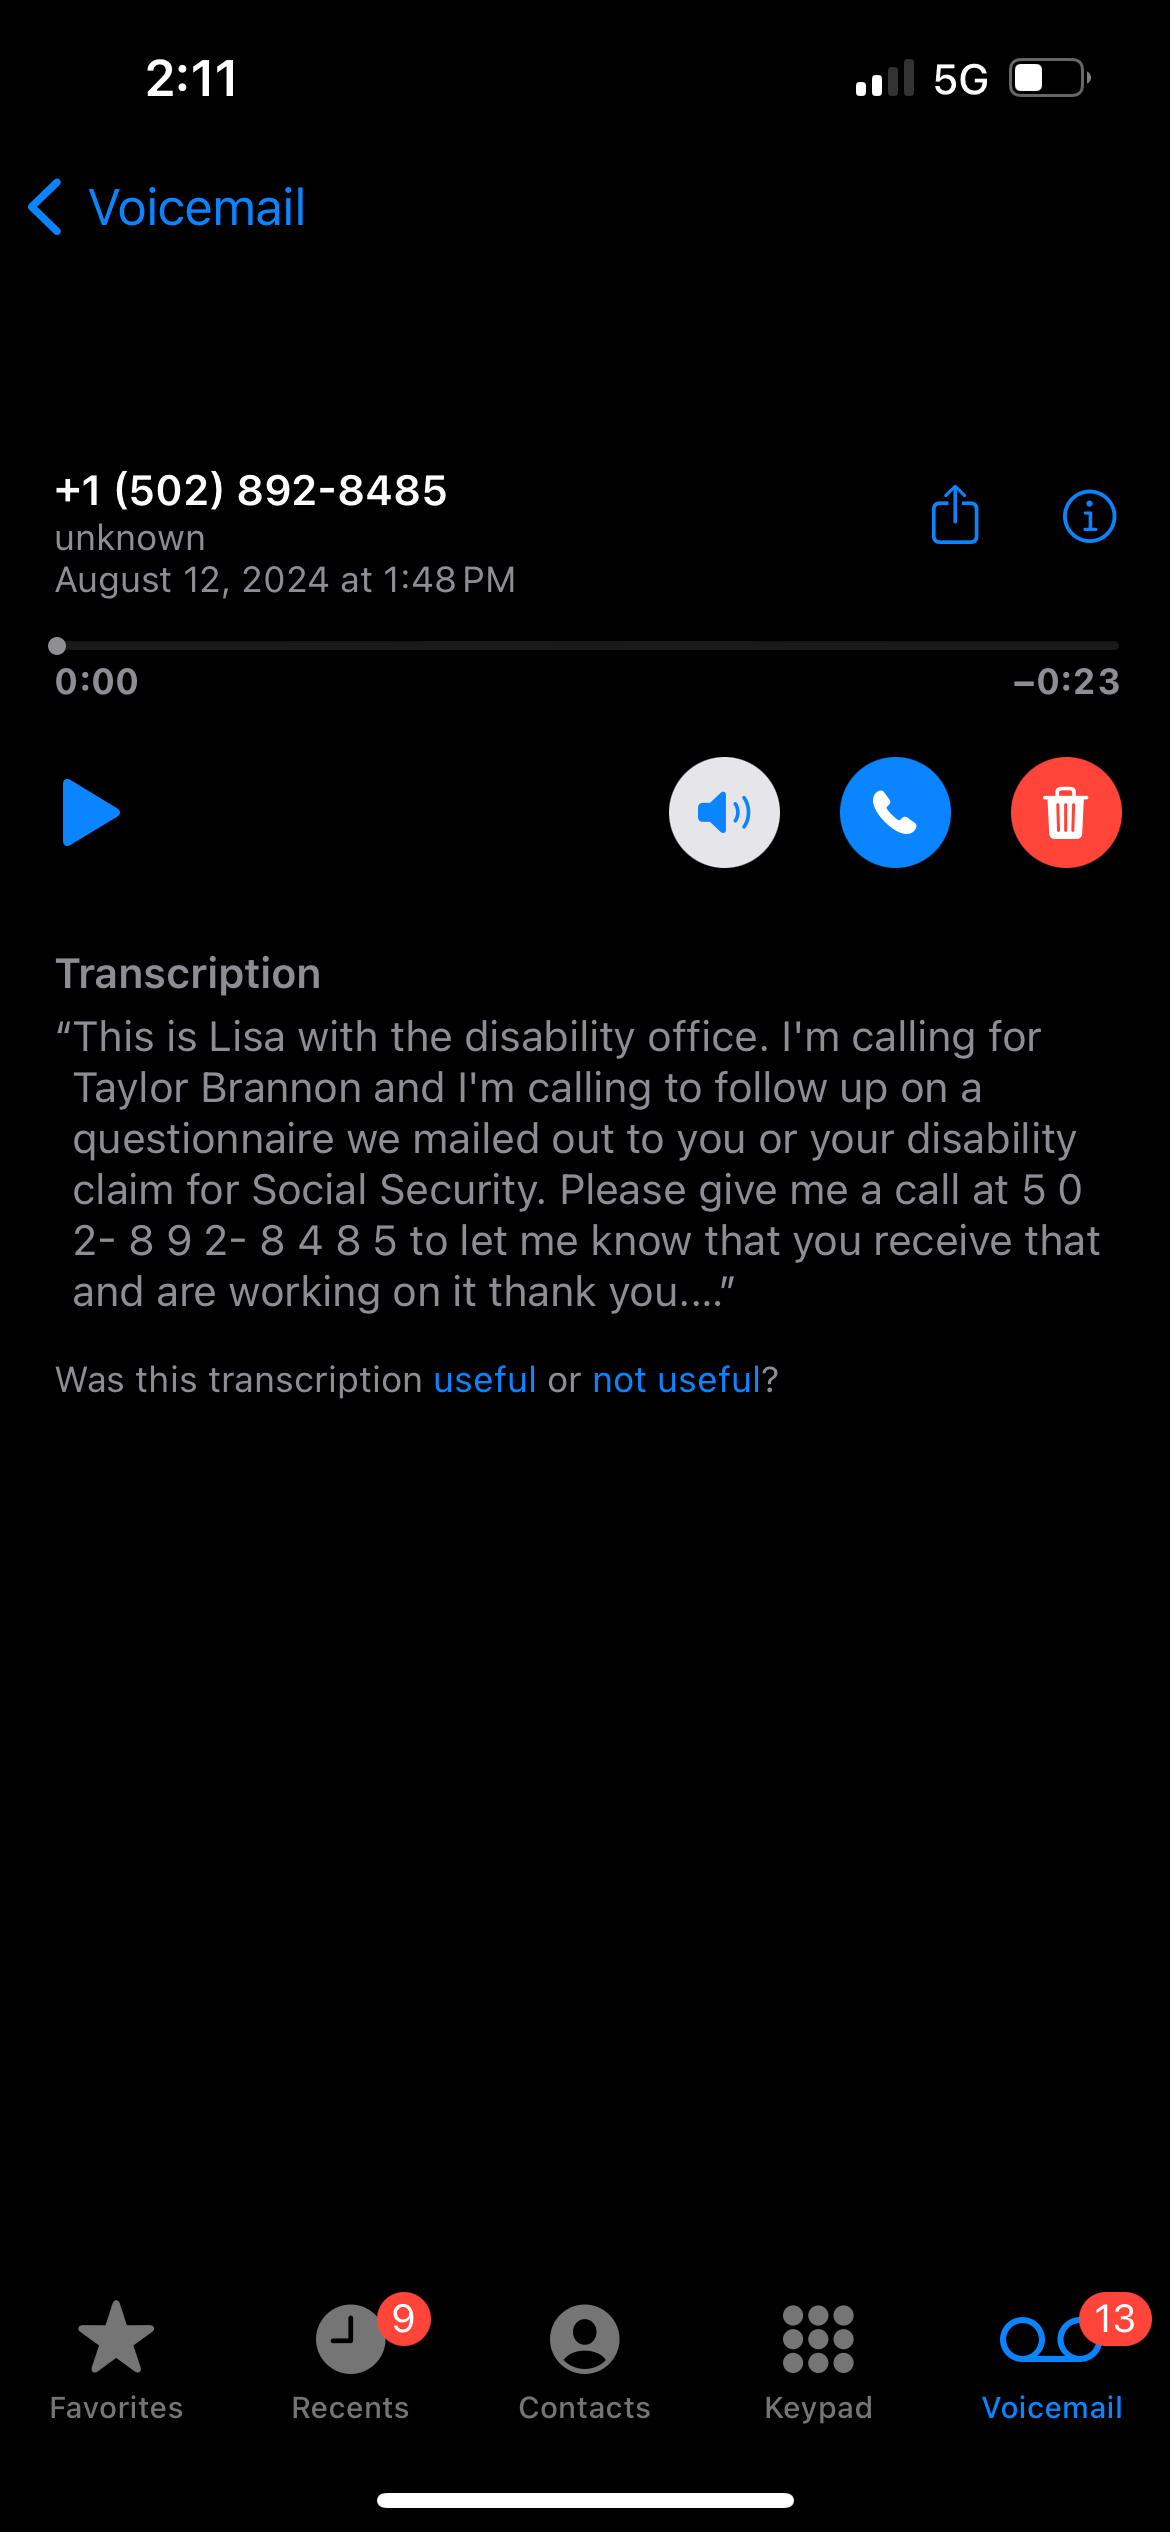 2:11
5G
Voicemail
+1 (502) 892-8485
unknown
August 12, 2024 at 1:48 PM
0:00
–0:23
Transcription
“This is Lisa with the disability office. I'm calling for
Taylor Brannon and I'm calling to follow up on a
questionnaire we mailed out to you or your disability
claim for Social Security. Please give me a call at 5 0
2- 8 9 2- 8 4 8 5 to let me know that you receive that
and are working on it thank you....”
Was this transcription useful or not useful?
9
13
Favorites
Recents
Contacts
Keypad
Voicemail